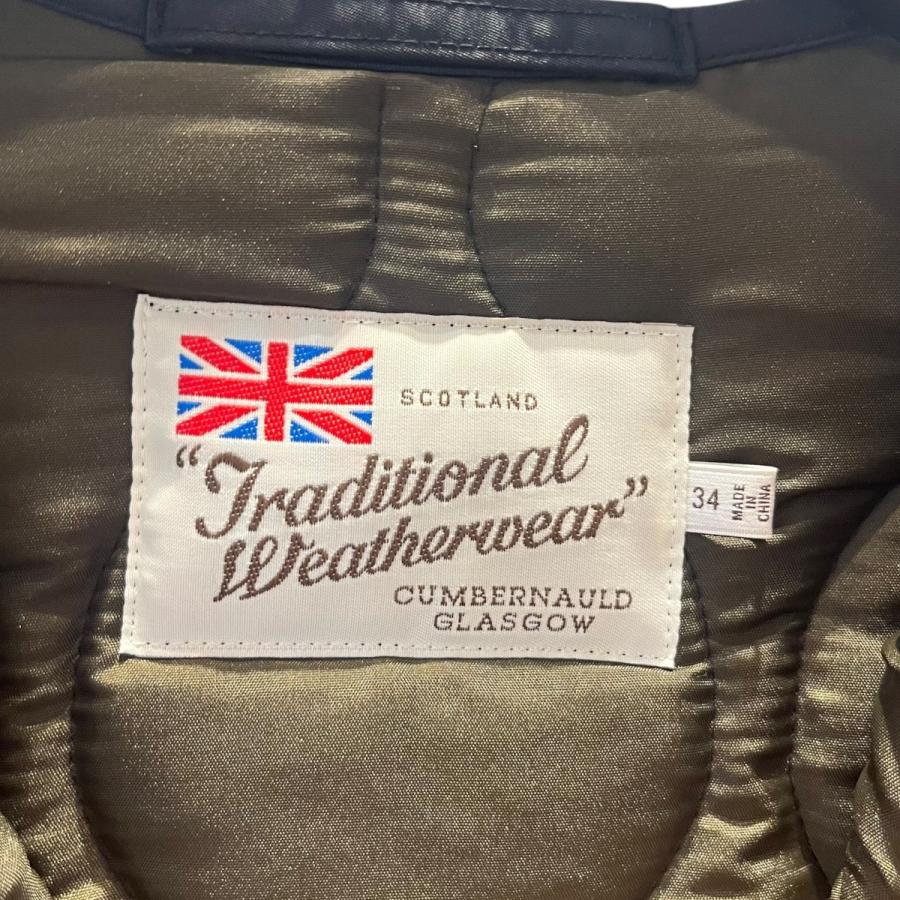 SCOTLAND
“Traditional
Weatherwear”
CUMBERNAULD
GLASGOW
34
MADE
IN
CHINA